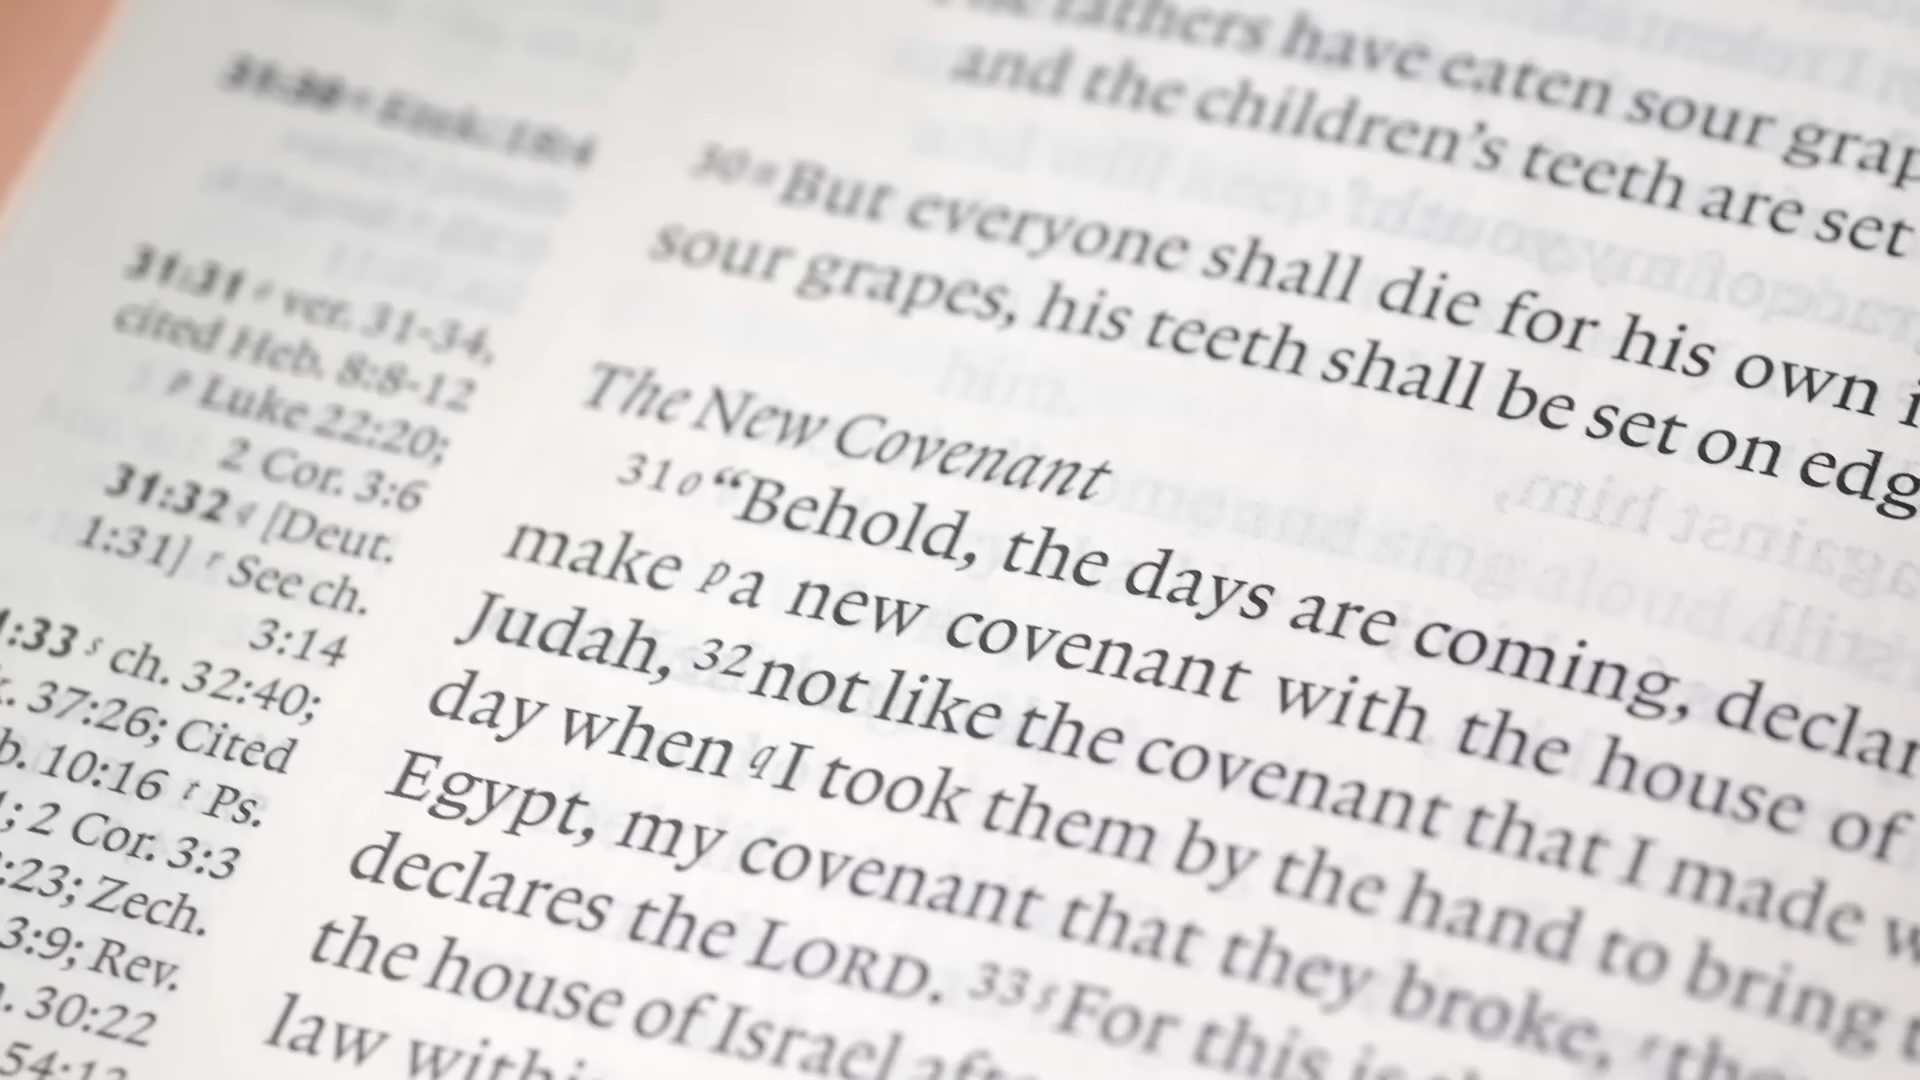 31:30 n Ezek. 18:4
31:31 o ver. 31-34,
cited Heb. 8:8-12
p Luke 22:20;
2 Cor. 3:6
31:32 q [Deut.
1:31] r See ch.
3:14
:33 s ch. 32:40;
37:26; Cited
b. 10:16 t Ps.
; 2 Cor. 3:3
:23; Zech.
3:9; Rev.
30:22
54:13
fathers have eaten sour grap
and the children’s teeth are set
30 n But everyone shall die for his own i
sour grapes, his teeth shall be set on edg
The New Covenant
31 o “Behold, the days are coming, declar
make p a new covenant with the house of
Judah, 32 not like the covenant that I made w
day when q I took them by the hand to bring t
Egypt, my covenant that they broke, r the
declares the LORD. 33 s For this is th
the house of Israel afte
law withi